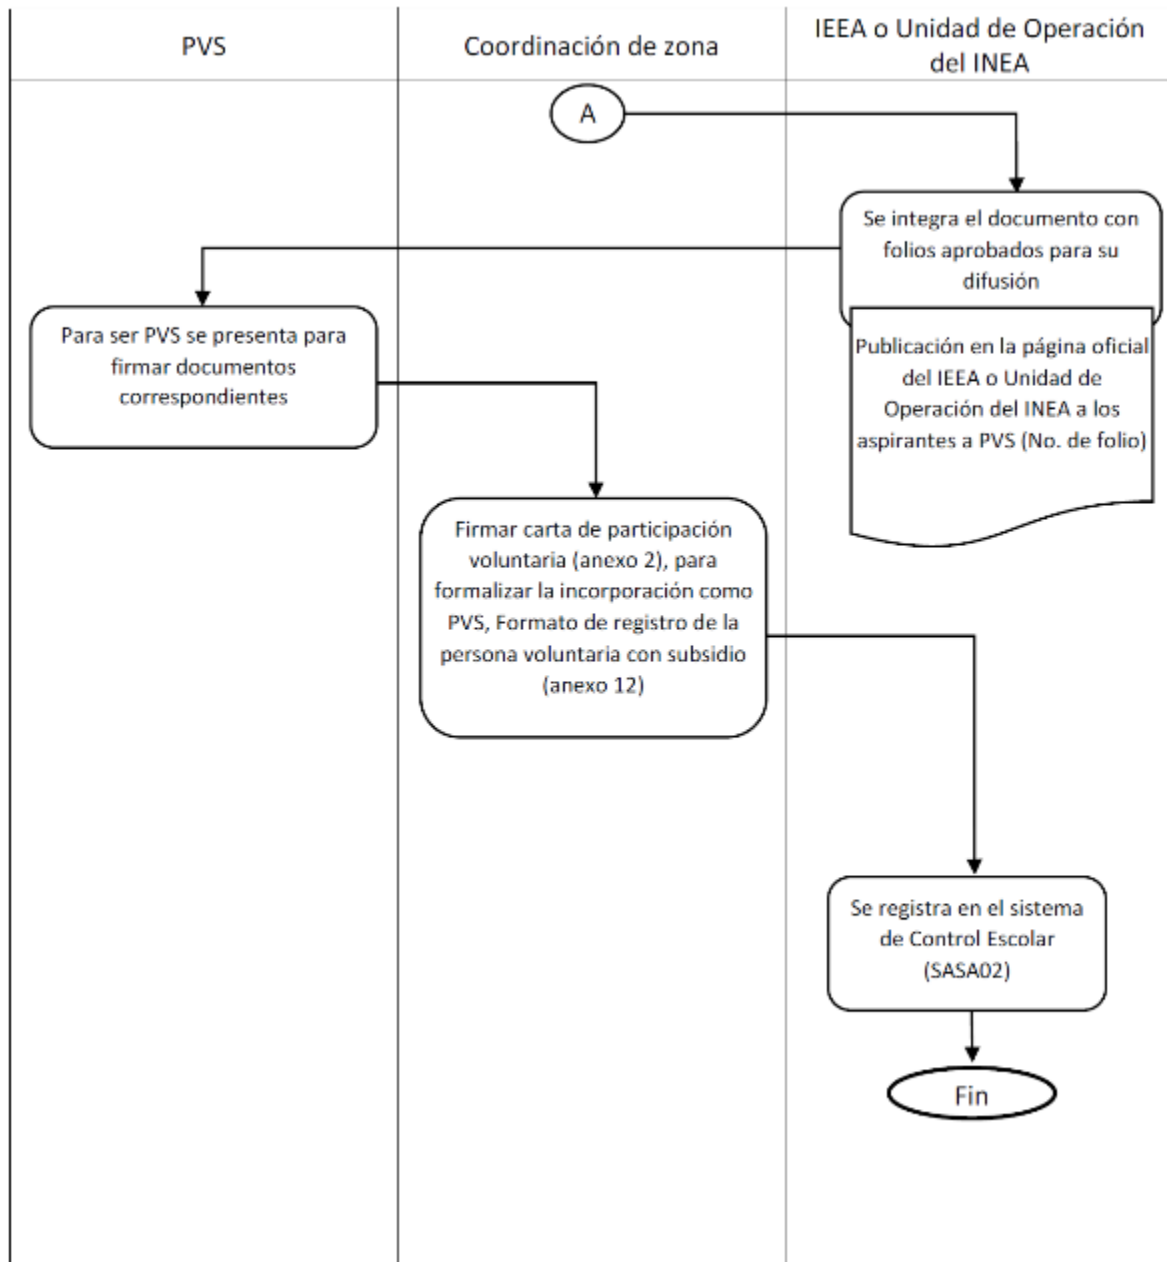 PVS
Coordinación de zona
IEEA o Unidad de Operación
del INEA
A
Se integra el documento con
folios aprobados para su
difusión
Publicación en la página oficial
del IEEA o Unidad de
Operación del INEA a los
aspirantes a PVS (No. de folio)
Para ser PVS se presenta para
firmar documentos
correspondientes
Firmar carta de participación
voluntaria (anexo 2), para
formalizar la incorporación como
PVS, Formato de registro de la
persona voluntaria con subsidio
(anexo 12)
Se registra en el sistema
de Control Escolar
(SASA02)
Fin